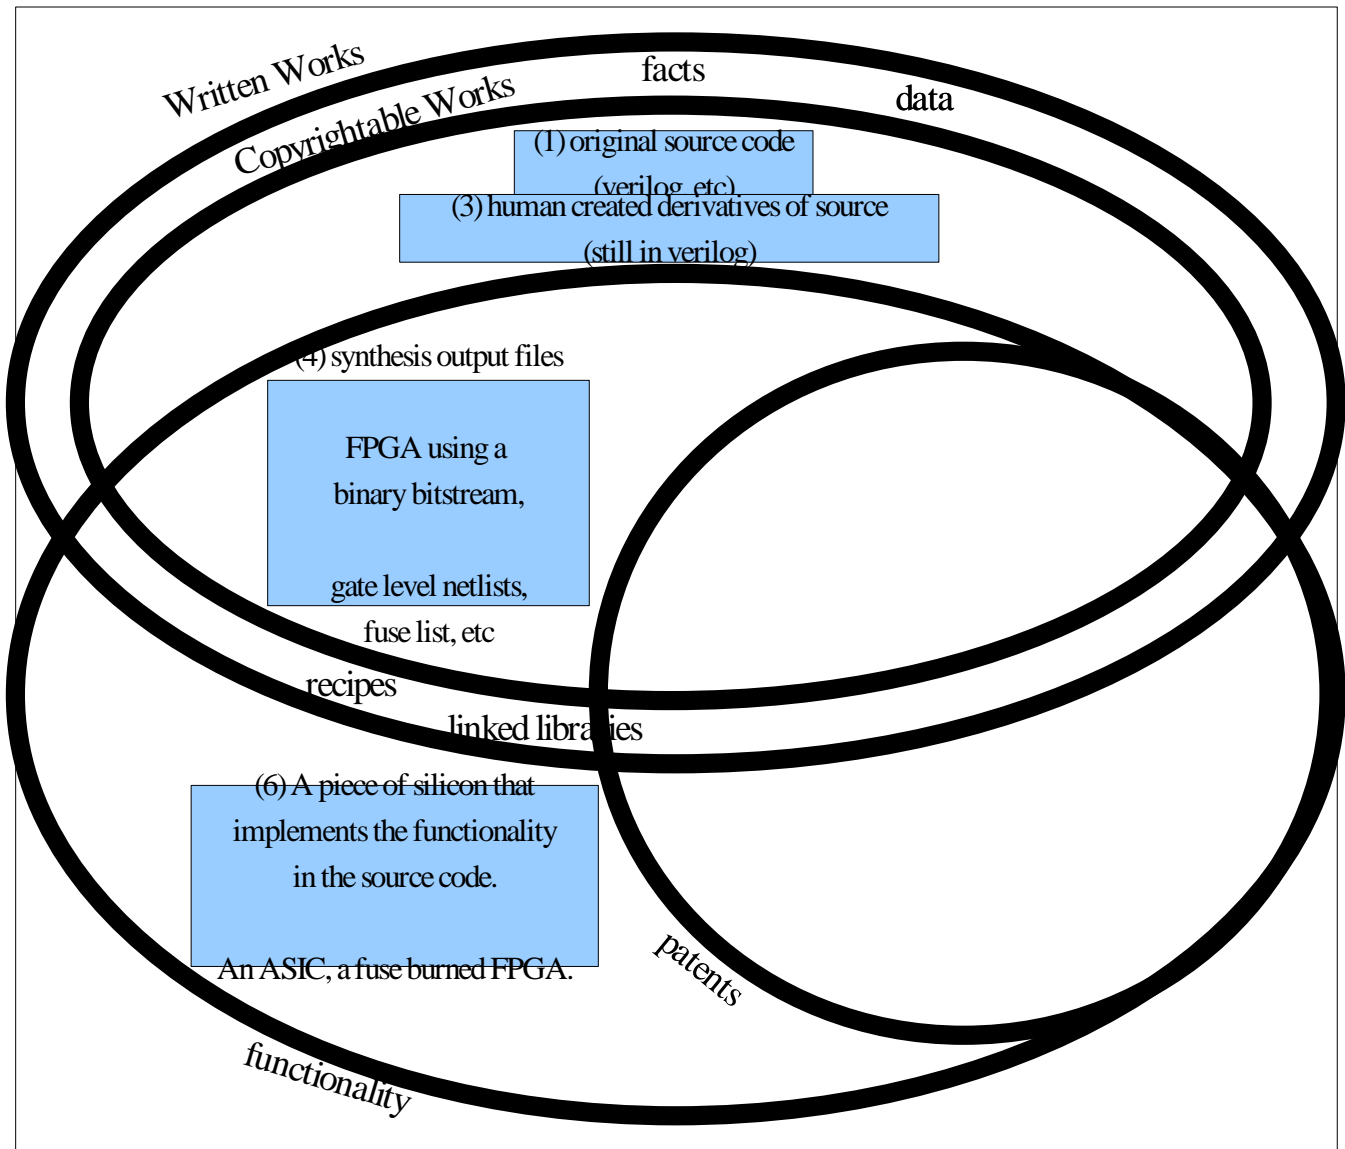 Written Works
facts
data
Copyrightable Works
(1) original source code
(verilog, etc)
(3) human created derivatives of source
(still in verilog)
(4) synthesis output files
FPGA using a
binary bitstream,
gate level netlists,
fuse list, etc
recipes
linked libraries
(6) A piece of silicon that
implements the functionality
in the source code.
An ASIC, a fuse burned FPGA.
patents
functionality